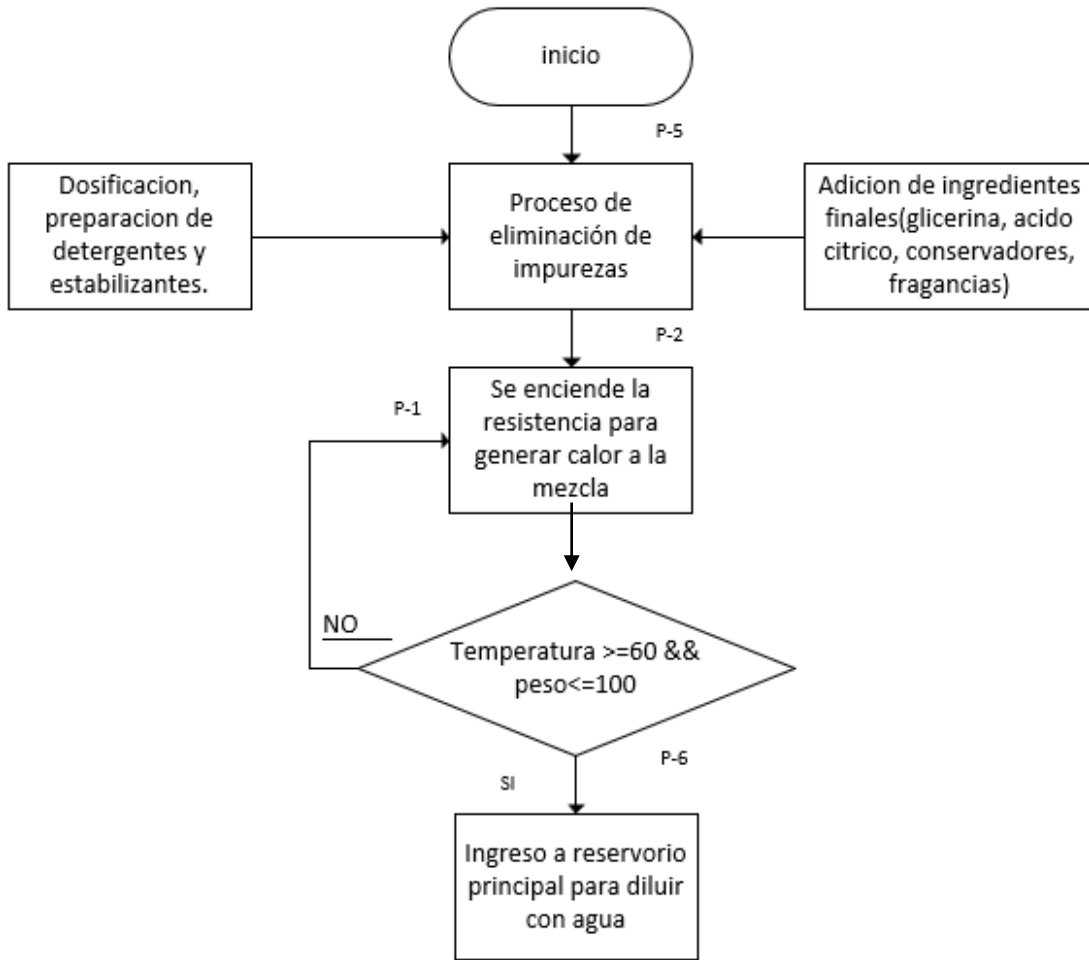 inicio
P-5
Dosificacion,
preparacion de
detergentes y
estabilizantes.
Proceso de
eliminación de
impurezas
Adicion de ingredientes
finales(glicerina, acido
citrico, conservadores,
fragancias)
P-2
P-1
Se enciende la
resistencia para
generar calor a la
mezcla
NO
Temperatura >=60 &&
peso<=100
P-6
SI
Ingreso a reservorio
principal para diluir
con agua